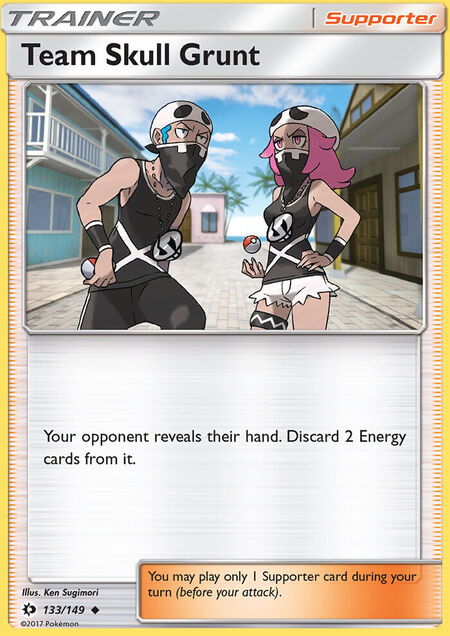 TRAINER Supporter
Team Skull Grunt
Your opponent reveals their hand. Discard 2 Energy
cards from it.
Illus. Ken Sugimori
You may play only 1 Supporter card during your
turn (before your attack).
133/149
©2017 Pokémon